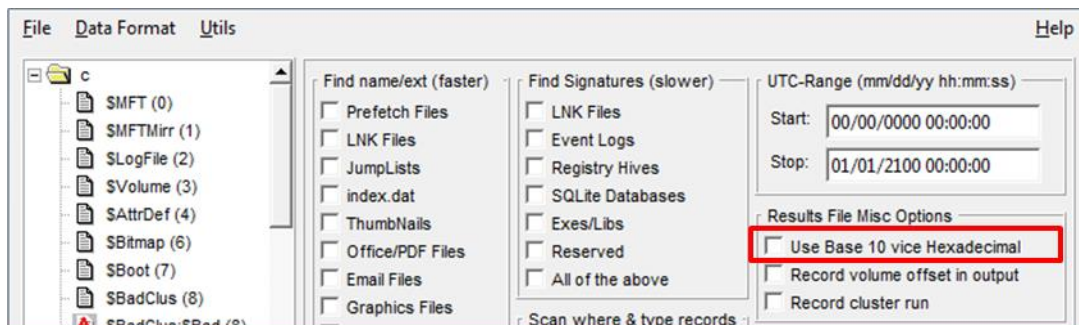 File Data Format Utils Help
c
$MFT (0)
$MFTMirr (1)
$LogFile (2)
$Volume (3)
$AttrDef (4)
$Bitmap (6)
$Boot (7)
$BadClus (8)
$BadClus:$Bad (8)
Find name/ext (faster)
Prefetch Files
LNK Files
JumpLists
index.dat
ThumbNails
Office/PDF Files
Email Files
Graphics Files
Find Signatures (slower)
LNK Files
Event Logs
Registry Hives
SQLite Databases
Exes/Libs
Reserved
All of the above
Scan where & type records
UTC-Range (mm/dd/yy hh:mm:ss)
Start: 00/00/0000 00:00:00
Stop: 01/01/2100 00:00:00
Results File Misc Options
Use Base 10 vice Hexadecimal
Record volume offset in output
Record cluster run